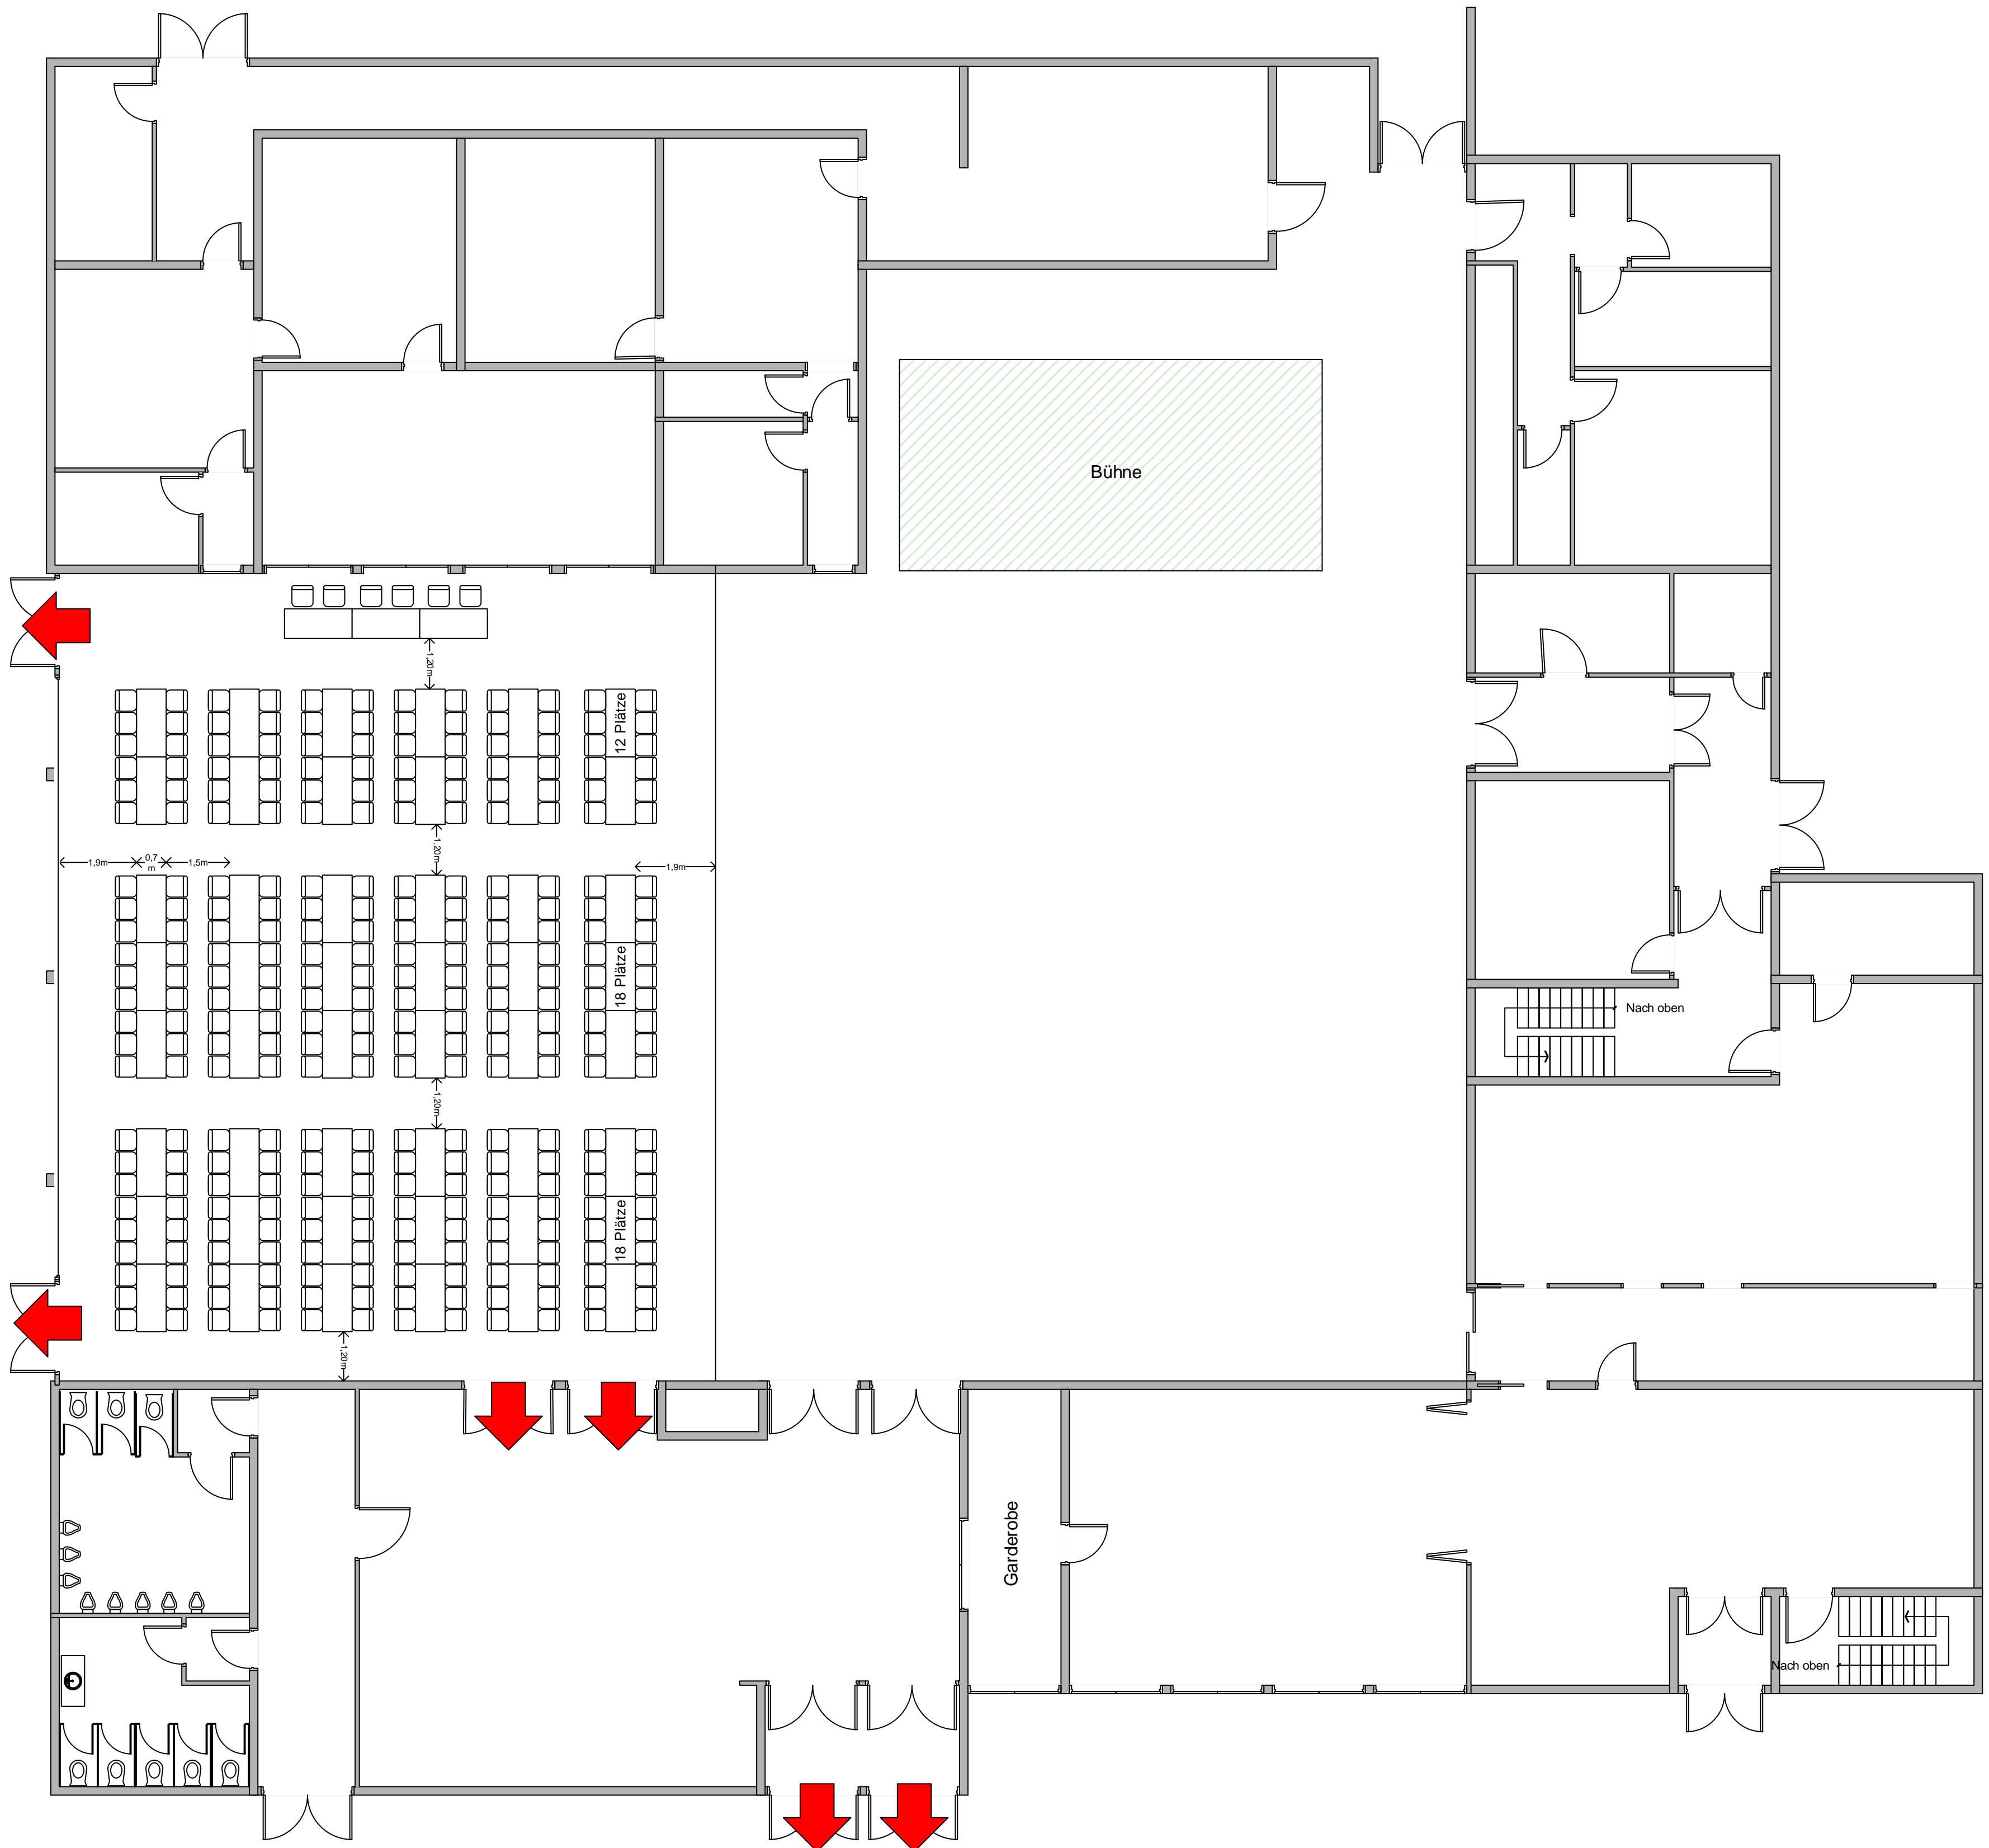 Bühne
1,20m
12 Plätze
1,20m
1,9m
0,7
m
1,5m
1,9m
18 Plätze
Nach oben
1,20m
18 Plätze
1,20m
Garderobe
Nach oben